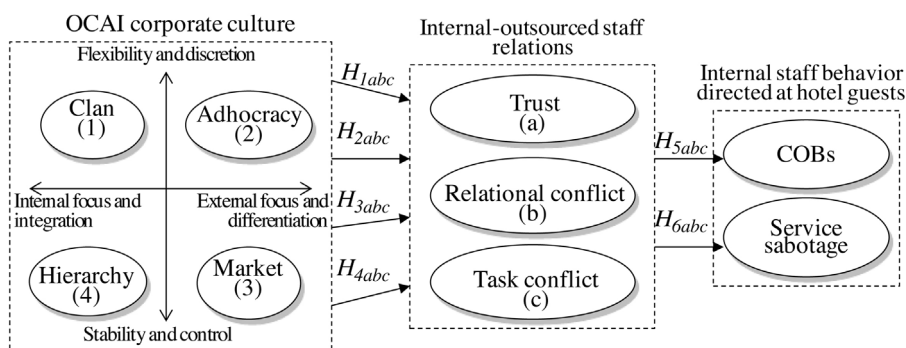 OCAI corporate culture
Flexibility and discretion
Clan
(1)
Adhocracy
(2)
Internal focus and
integration
External focus and
differentiation
Hierarchy
(4)
Market
(3)
Stability and control
H1abc
H2abc
H3abc
H4abc
Internal-outsourced staff
relations
Trust
(a)
Relational conflict
(b)
Task conflict
(c)
H5abc
H6abc
Internal staff behavior
directed at hotel guests
COBs
Service
sabotage